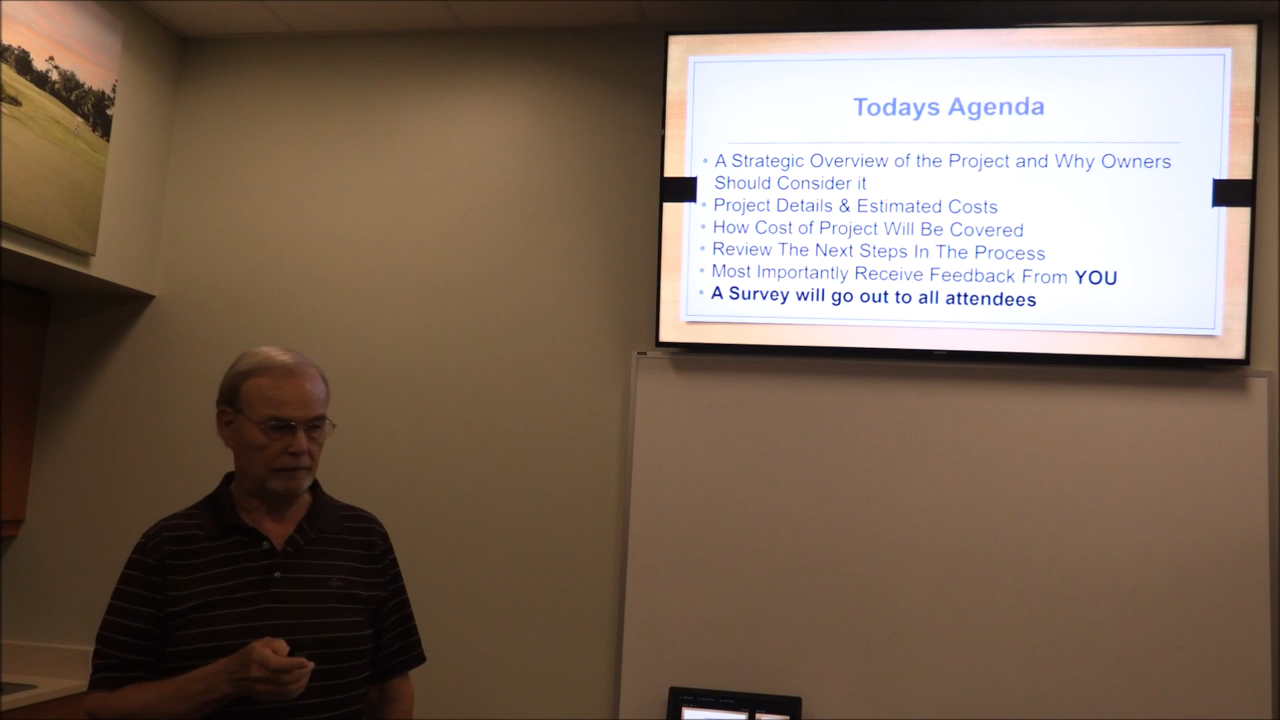 Todays Agenda
• A Strategic Overview of the Project and Why Owners
Should Consider it
• Project Details & Estimated Costs
• How Cost of Project Will Be Covered
• Review The Next Steps In The Process
• Most Importantly Receive Feedback From YOU
• A Survey will go out to all attendees